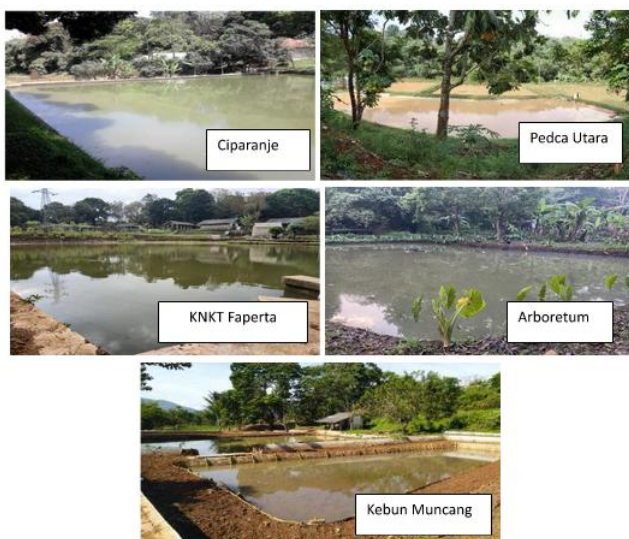 Ciparanje
Pedca Utara
KNKT Faperta
Arboretum
Kebun Muncang